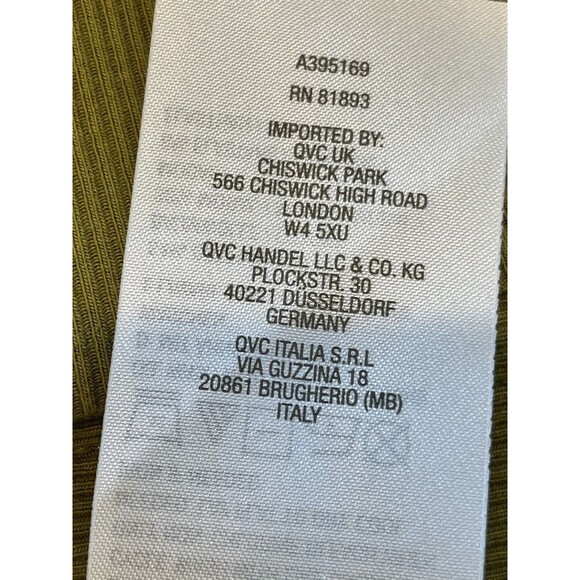 A395169
RN 81893
IMPORTED BY:
QVC UK
CHISWICK PARK
566 CHISWICK HIGH ROAD
LONDON
W4 5XU
QVC HANDEL LLC & CO. KG
PLOCKSTR. 30
40221 DÜSSELDORF
GERMANY
QVC ITALIA S.R.L
VIA GUZZINA 18
20861 BRUGHERIO (MB)
ITALY